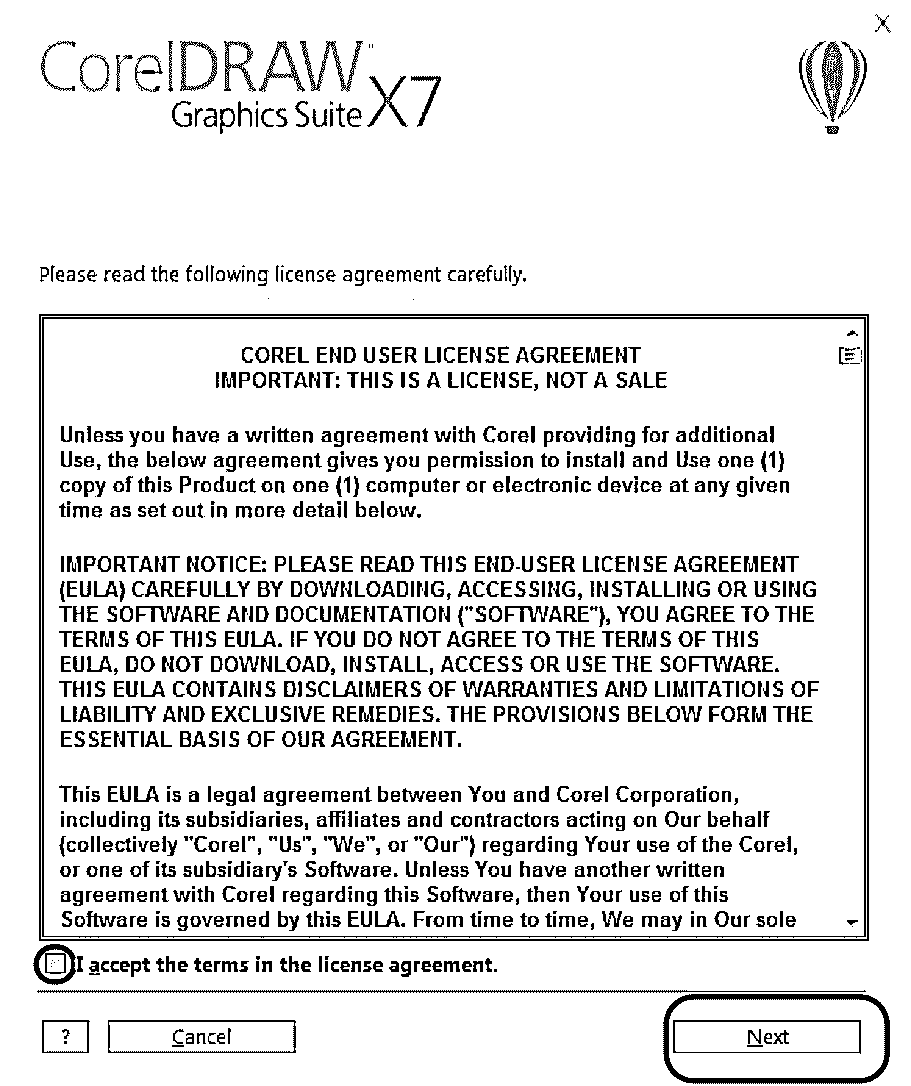 CorelDRAW™
Graphics Suite X7
X
Please read the following license agreement carefully.
COREL END USER LICENSE AGREEMENT
IMPORTANT: THIS IS A LICENSE, NOT A SALE
Unless you have a written agreement with Corel providing for additional
Use, the below agreement gives you permission to install and Use one (1)
copy of this Product on one (1) computer or electronic device at any given
time as set out in more detail below.
IMPORTANT NOTICE: PLEASE READ THIS END-USER LICENSE AGREEMENT
(EULA) CAREFULLY BY DOWNLOADING, ACCESSING, INSTALLING OR USING
THE SOFTWARE AND DOCUMENTATION ("SOFTWARE"), YOU AGREE TO THE
TERMS OF THIS EULA. IF YOU DO NOT AGREE TO THE TERMS OF THIS
EULA, DO NOT DOWNLOAD, INSTALL, ACCESS OR USE THE SOFTWARE.
THIS EULA CONTAINS DISCLAIMERS OF WARRANTIES AND LIMITATIONS OF
LIABILITY AND EXCLUSIVE REMEDIES. THE PROVISIONS BELOW FORM THE
ESSENTIAL BASIS OF OUR AGREEMENT.
This EULA is a legal agreement between You and Corel Corporation,
including its subsidiaries, affiliates and contractors acting on Our behalf
(collectively "Corel", "Us", "We", or "Our") regarding Your use of the Corel,
or one of its subsidiary's Software. Unless You have another written
agreement with Corel regarding this Software, then Your use of this
Software is governed by this EULA. From time to time, We may in Our sole
I accept the terms in the license agreement.
?
Cancel
Next